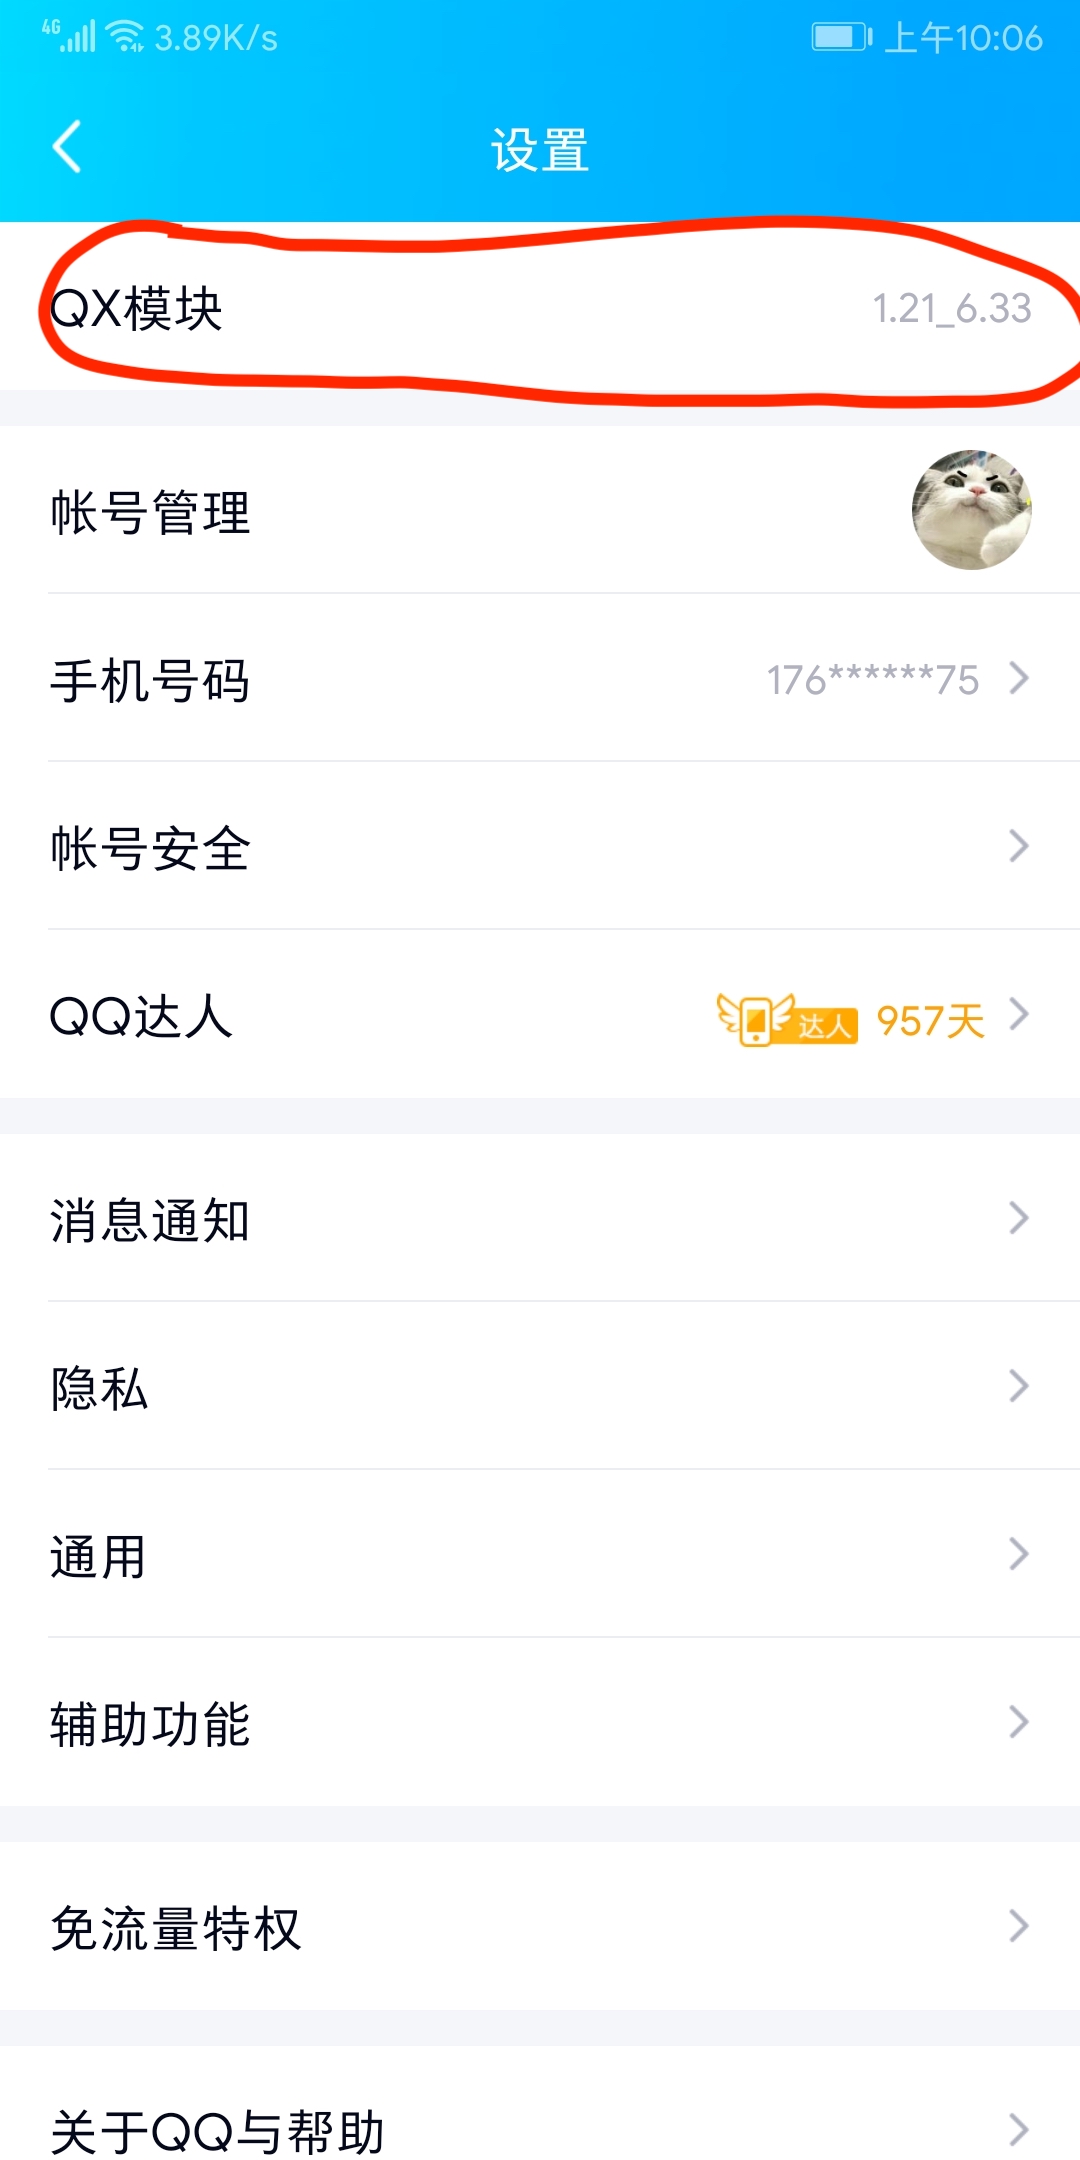 4G 3.89K/s 上午10:06
设置
QX模块 1.21_6.33
帐号管理
手机号码 176******75
帐号安全
QQ达人 达人 957天
消息通知
隐私
通用
辅助功能
免流量特权
关于QQ与帮助